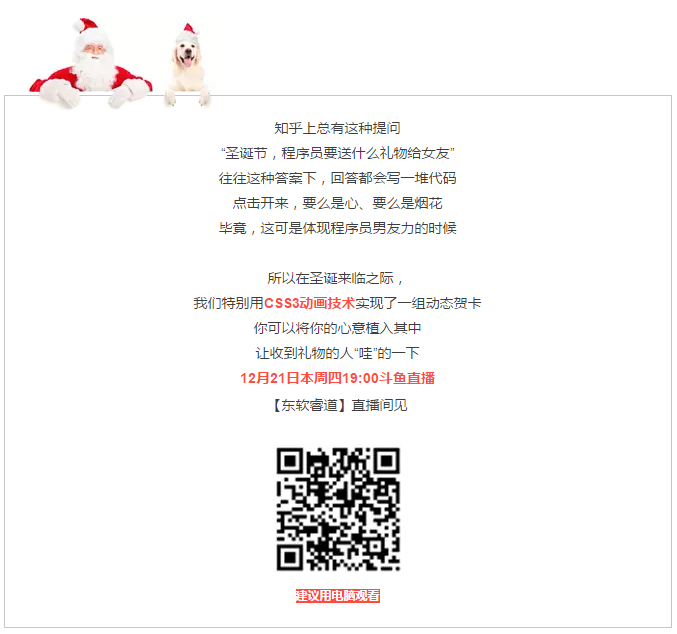 知乎上总有这种提问
“圣诞节，程序员要送什么礼物给女友”
往往这种答案下，回答都会写一堆代码
点击开来，要么是心、要么是烟花
毕竟，这可是体现程序员男友力的时候
所以在圣诞来临之际，
我们特别用CSS3动画技术实现了一组动态贺卡
你可以将你的心意植入其中
让收到礼物的人“哇”的一下
12月21日本周四19:00斗鱼直播
【东软睿道】直播间见
建议用电脑观看